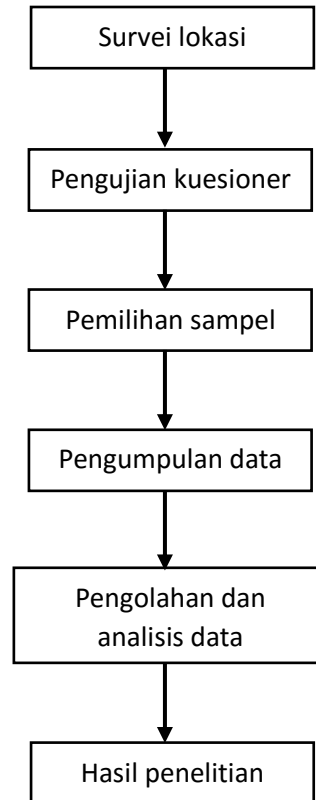 Survei lokasi
Pengujian kuesioner
Pemilihan sampel
Pengumpulan data
Pengolahan dan
analisis data
Hasil penelitian